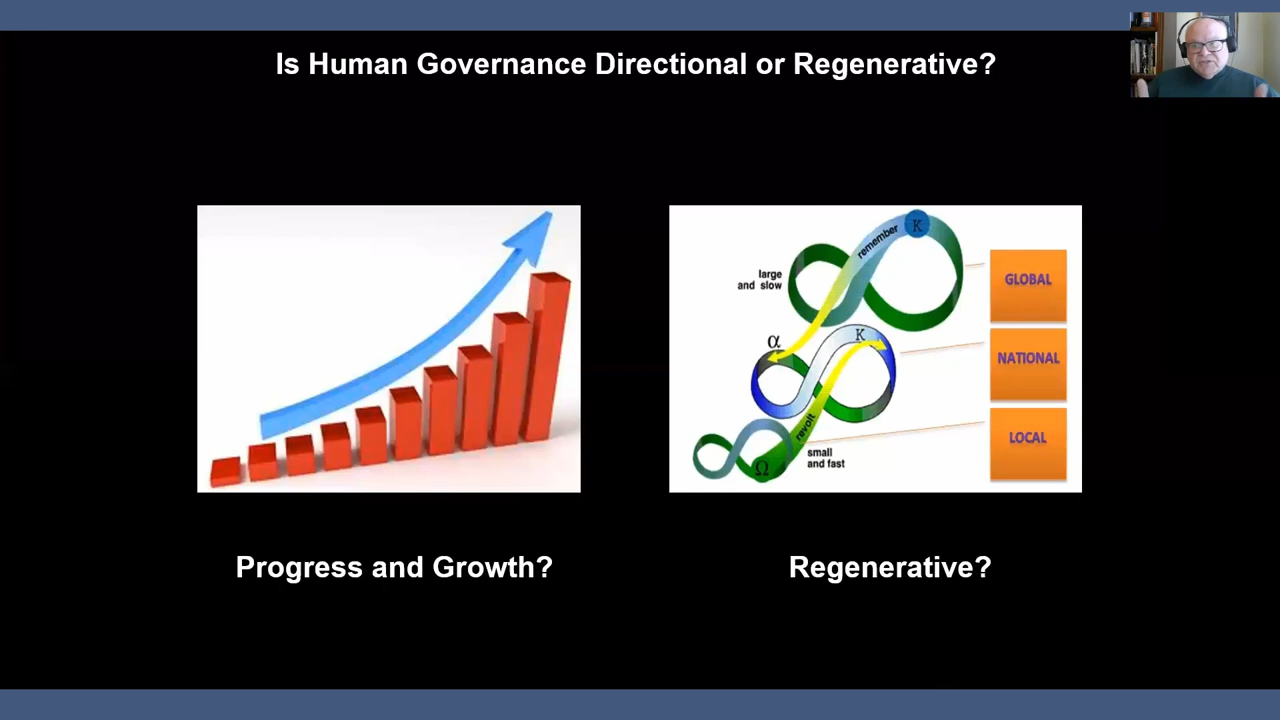 Is Human Governance Directional or Regenerative?
remember
K
large
and slow
GLOBAL
α
K
NATIONAL
revolt
LOCAL
small
and fast
Ω
Progress and Growth?
Regenerative?